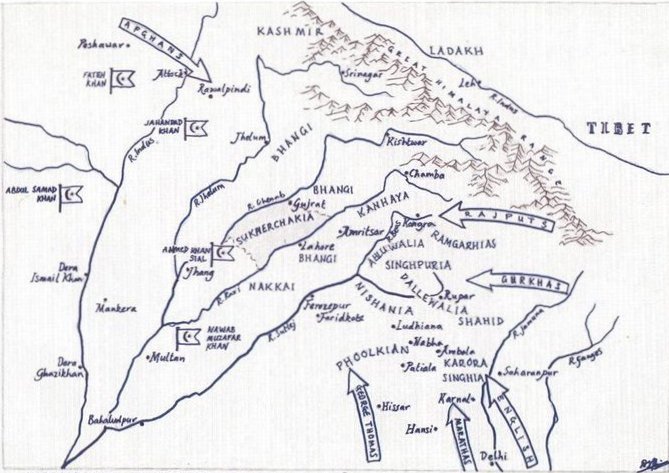 KASHMIR
LADAKH
AFGHANS
Peshawar
Attock
FATEH
KHAN
Rawalpindi
Srinagar
Leh
R.Indus
GREAT HIMALAYA RANGE
TIBET
JAHANDAD
KHAN
Jhelum
BHANGI
Kishtwar
R.Indus
Chamba
ABDUL SAMAD
KHAN
R.Jhelum
R.Chenab
BHANGI
Gujrat
KANHAYA
SUKHERCHAKIA
Kangra
RAJPUTS
Amritsar
RAMGARHIAS
AHLUWALIA
AHMED KHAN
SIAL
Lahore
BHANGI
SINGHPURIA
Dera
Ismail Khan
Jhang
NAKKAI
DALLEWALIA
GURKHAS
R.Ravi
NISHANIA
Rupar
Mankera
Ferozepur
Faridkote
SHAHID
R.Jamuna
NAWAB
MUZAFAR
KHAN
R.Sutlej
Ludhiana
Multan
PHOOLKIAN
Nabha
Ambala
R.Ganges
Dera
Ghazikhan
Patiala
KARORA
SINGHIA
Saharanpur
GEORGE THOMAS
Hissar
Karnal
ENGLISH
Bahawalpur
Hansi
MARATHAS
Delhi